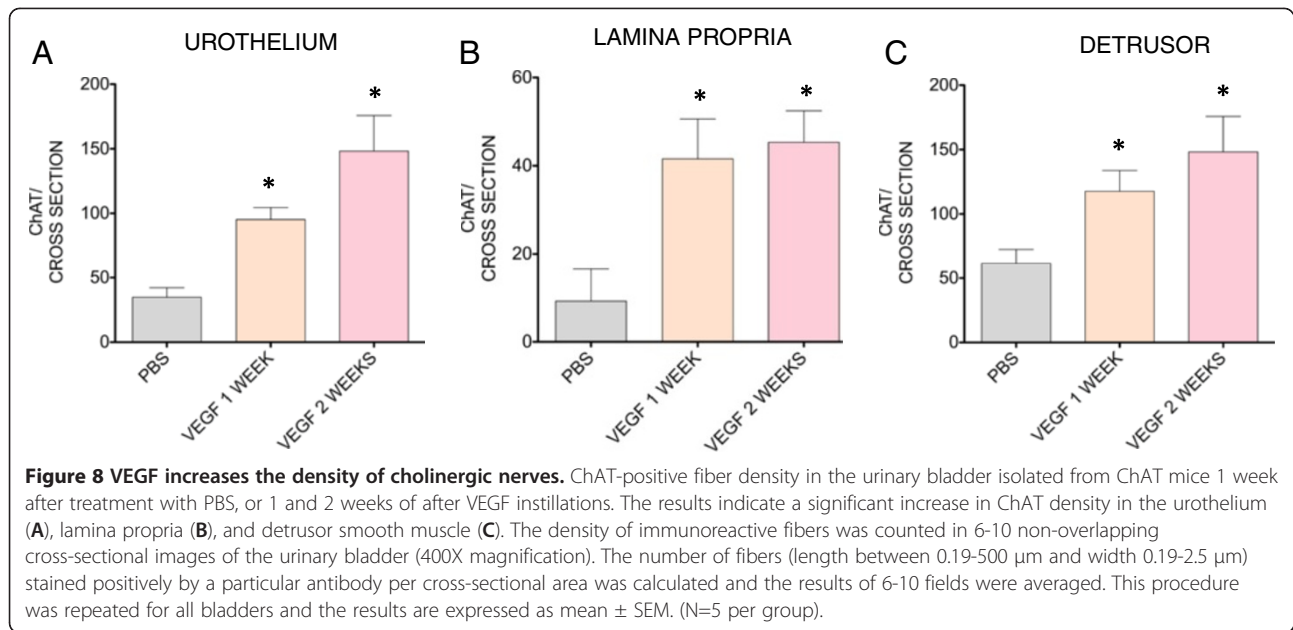 A
UROTHELIUM
200
150
100
50
0
ChAT/
CROSS SECTION
*
*
PBS
VEGF 1 WEEK
VEGF 2 WEEKS
B
LAMINA PROPRIA
60
40
20
0
ChAT/
CROSS SECTION
*
*
PBS
VEGF 1 WEEK
VEGF 2 WEEKS
C
DETRUSOR
200
150
100
50
0
ChAT/
CROSS SECTION
*
*
PBS
VEGF 1 WEEK
VEGF 2 WEEKS
Figure 8 VEGF increases the density of cholinergic nerves. ChAT-positive fiber density in the urinary bladder isolated from ChAT mice 1 week
after treatment with PBS, or 1 and 2 weeks of after VEGF instillations. The results indicate a significant increase in ChAT density in the urothelium
(A), lamina propria (B), and detrusor smooth muscle (C). The density of immunoreactive fibers was counted in 6-10 non-overlapping
cross-sectional images of the urinary bladder (400X magnification). The number of fibers (length between 0.19-500 μm and width 0.19-2.5 μm)
stained positively by a particular antibody per cross-sectional area was calculated and the results of 6-10 fields were averaged. This procedure
was repeated for all bladders and the results are expressed as mean ± SEM. (N=5 per group).